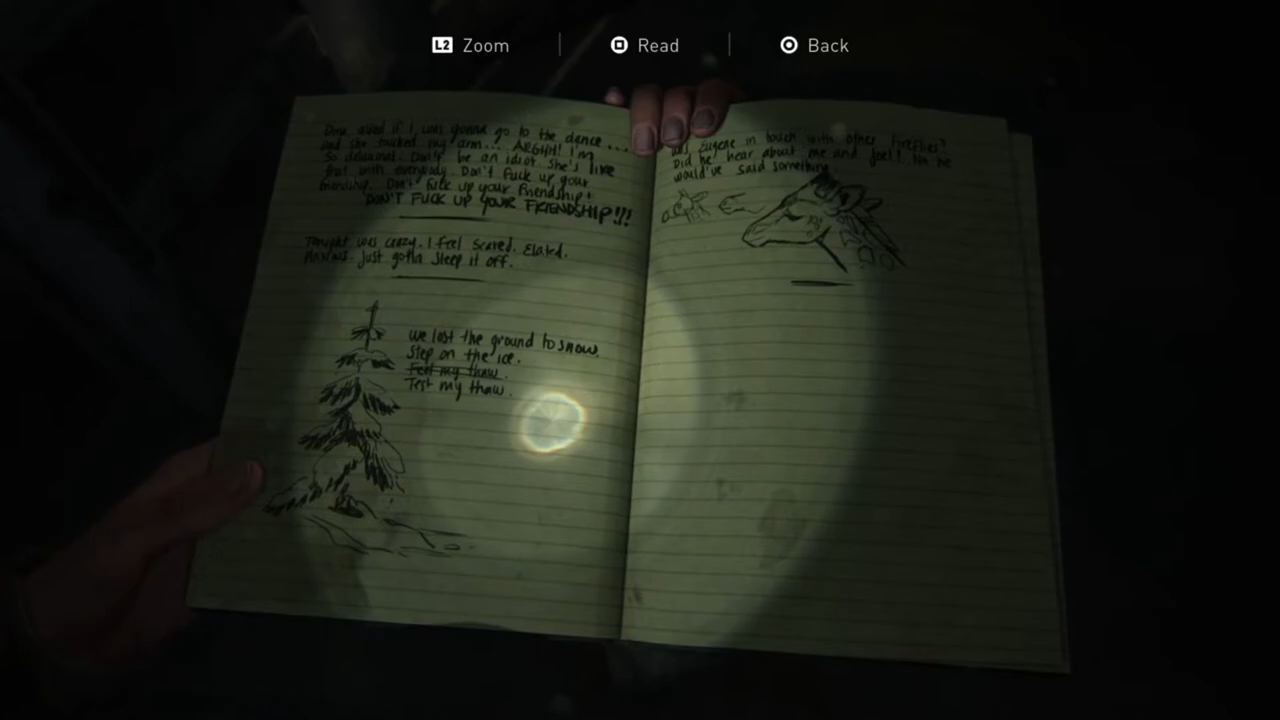 L2 Zoom
Read
Back
Dina asked if I was gonna go to the dance...
and she touched my arm... ARGH! I'm
so delusional. Don't be an idiot. She's like
that with everybody. Don't fuck up your
friendship. Don't fuck up your friendship!
DON'T FUCK UP YOUR FRIENDSHIP!!!
Tonight was crazy. I feel scared. Elated.
Anxious. Just gotta sleep it off.
We lost the ground to snow.
Step on the ice.
Feel my thaw.
Test my thaw.
Was Eugene in touch with other Fireflies?
Did he hear about me and Joel? No he
would've said something.